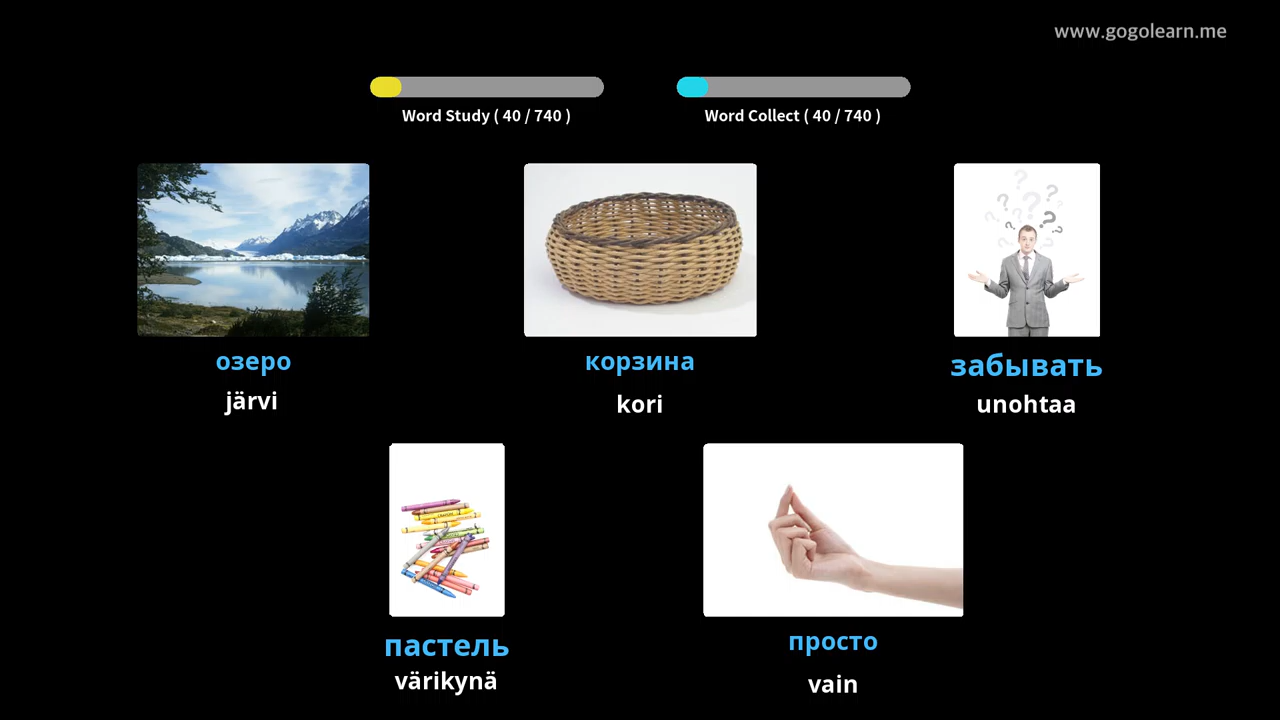 www.gogolearn.me
Word Study ( 40 / 740 )
Word Collect ( 40 / 740 )
озеро
järvi
корзина
kori
забывать
unohtaa
пастель
värikynä
просто
vain